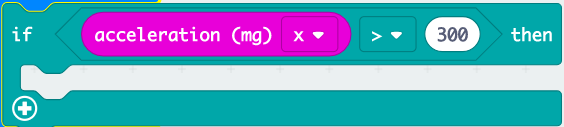 if acceleration (mg) x > 300 then